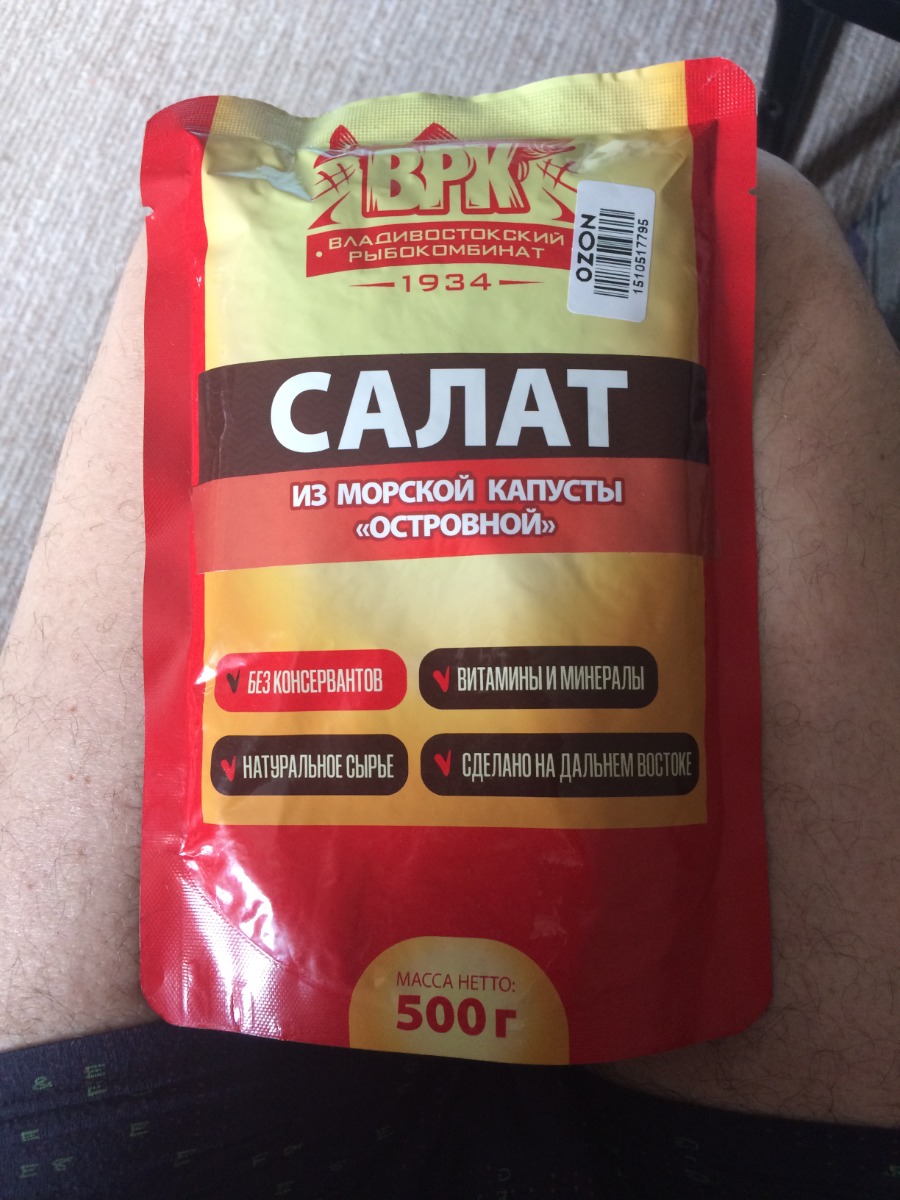 ВРК
ВЛАДИВОСТОКСКИЙ
РЫБОКОМБИНАТ
1934
OZON
1510517795
САЛАТ
ИЗ МОРСКОЙ КАПУСТЫ
«ОСТРОВНОЙ»
БЕЗ КОНСЕРВАНТОВ
ВИТАМИНЫ И МИНЕРАЛЫ
НАТУРАЛЬНОЕ СЫРЬЕ
СДЕЛАНО НА ДАЛЬНЕМ ВОСТОКЕ
МАССА НЕТТО:
500 г